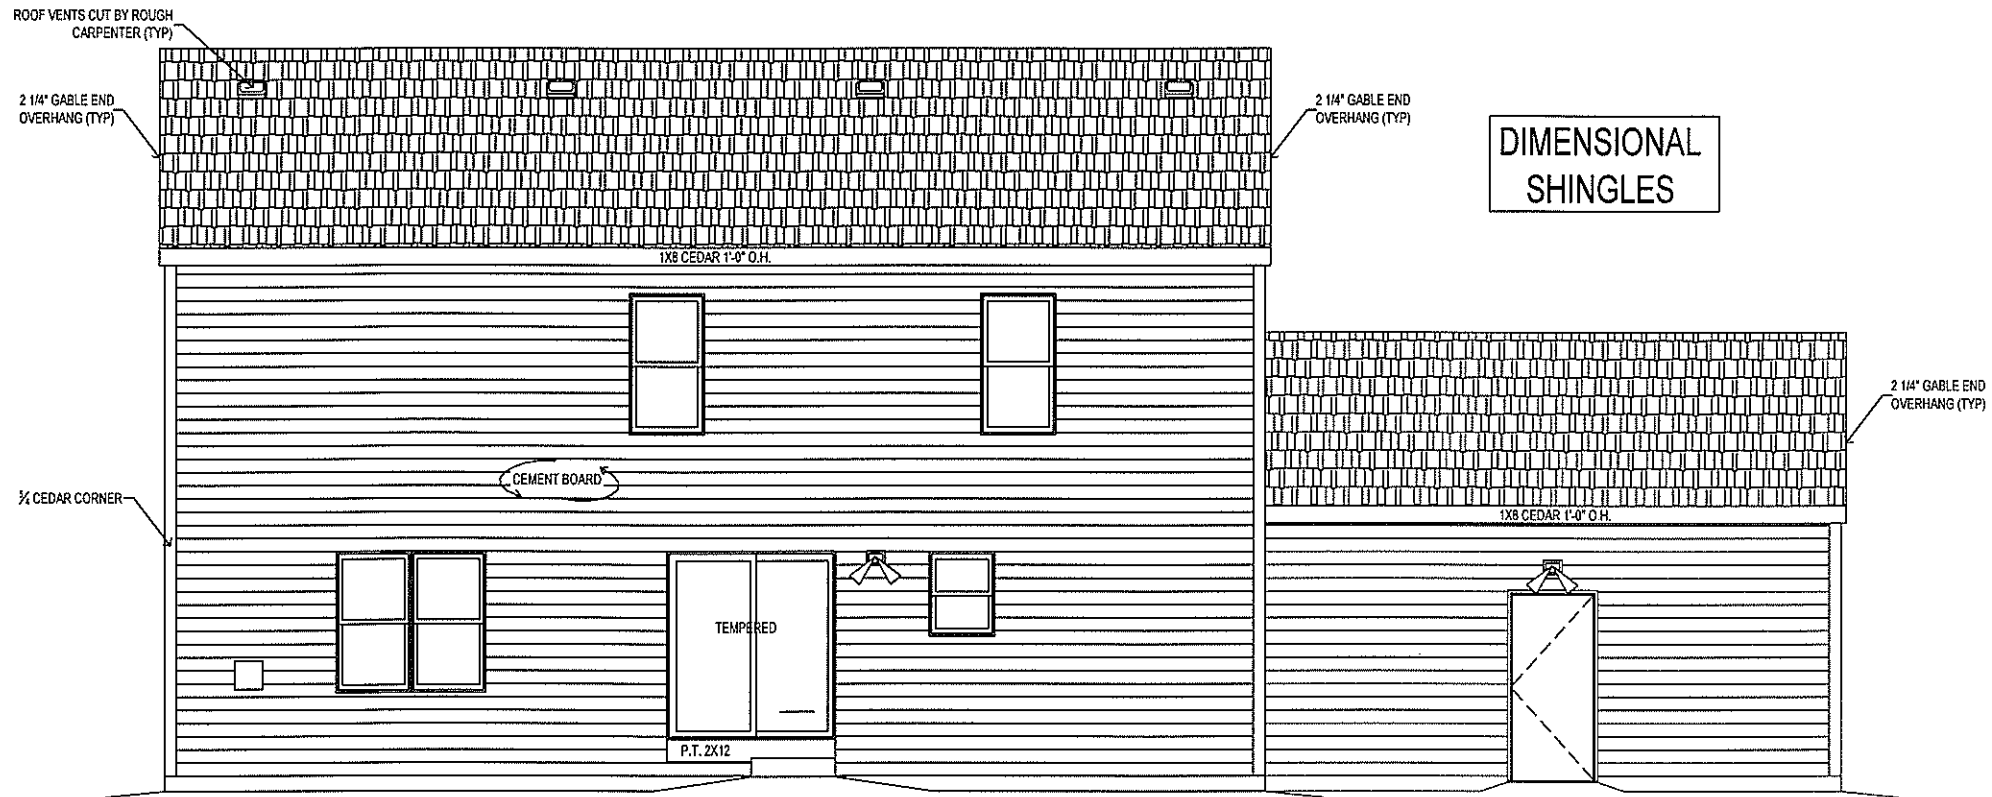 ROOF VENTS CUT BY ROUGH
CARPENTER (TYP)
2 1/4" GABLE END
OVERHANG (TYP)
2 1/4" GABLE END
OVERHANG (TYP)
DIMENSIONAL
SHINGLES
1X8 CEDAR 1'-0" O.H.
2 1/4" GABLE END
OVERHANG (TYP)
CEMENT BOARD
CEDAR CORNER
1X8 CEDAR 1'-0" O.H.
TEMPERED
P.T. 2X12